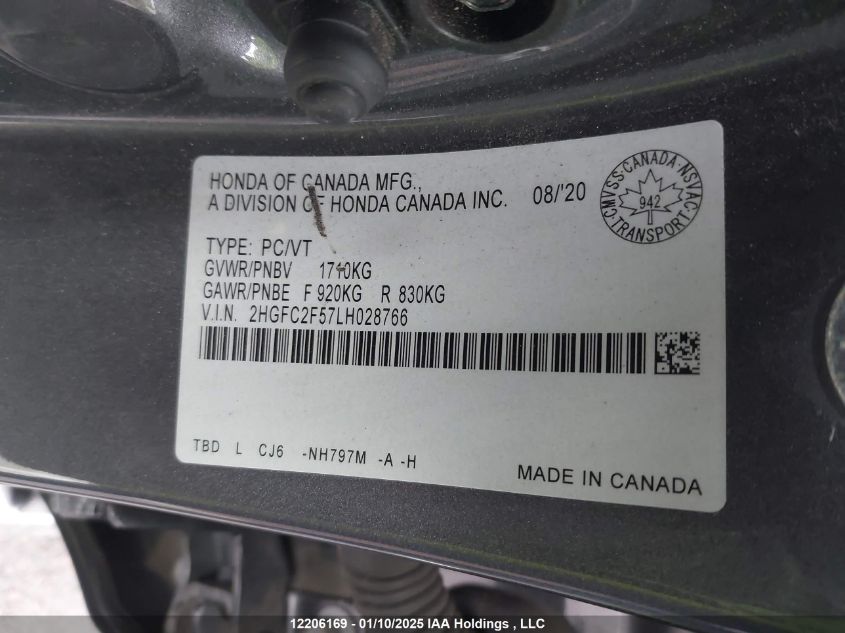 HONDA OF CANADA MFG.,
A DIVISION OF HONDA CANADA INC. 08/'20
CMVSS·CANADA·NSVAC·TRANSPORT·
942
TYPE: PC/VT
GVWR/PNBV 1710KG
GAWR/PNBE F 920KG R 830KG
V.I.N. 2HGFC2F57LH028766
TBD L CJ6 -NH797M -A -H
MADE IN CANADA
12206169 - 01/10/2025 IAA Holdings , LLC